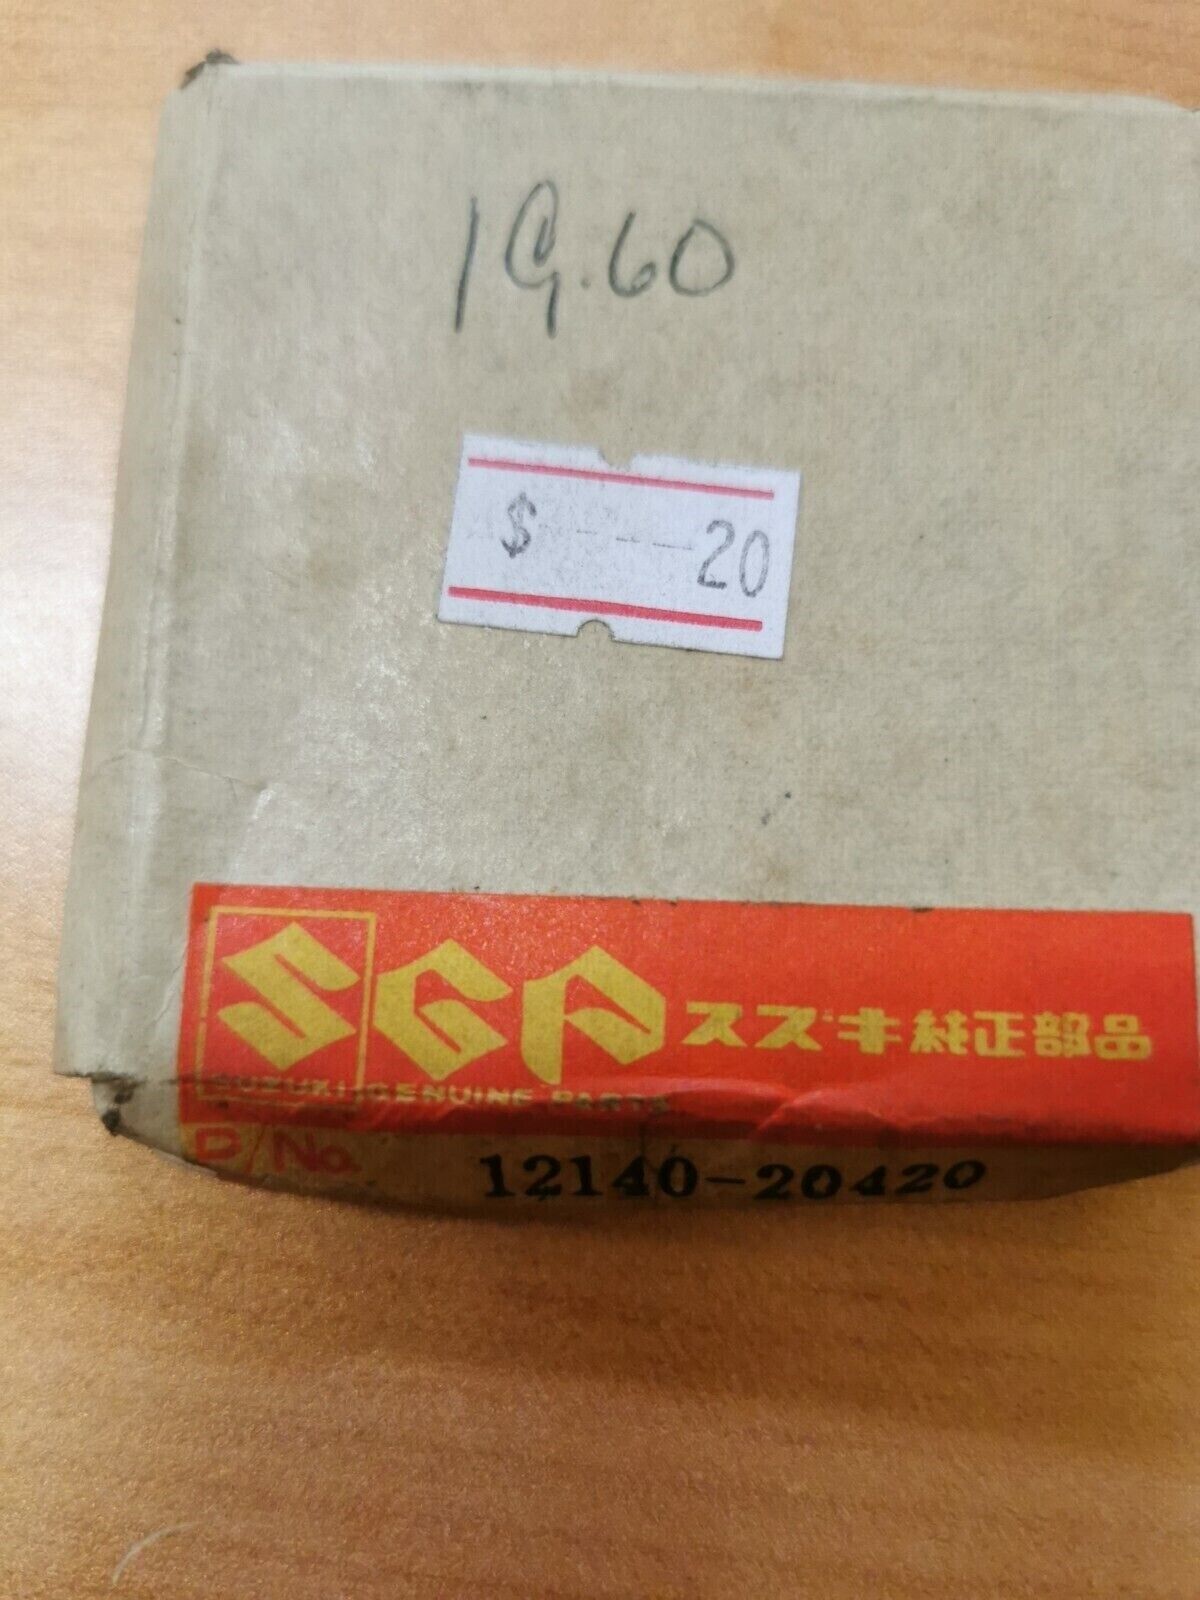 19.60
$ --- 20
SGP スズキ純正部品
SUZUKI GENUINE PARTS
D/No. 12140-20420